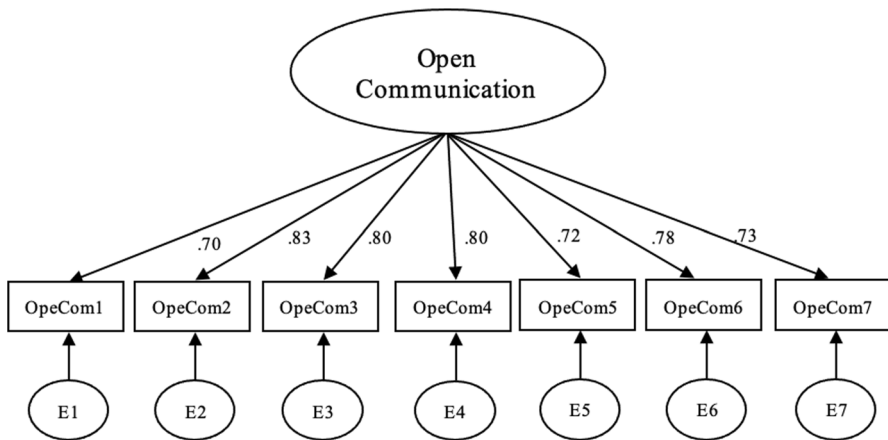 Open
Communication
.70
.83
.80
.80
.72
.78
.73
OpeCom1
OpeCom2
OpeCom3
OpeCom4
OpeCom5
OpeCom6
OpeCom7
E1
E2
E3
E4
E5
E6
E7